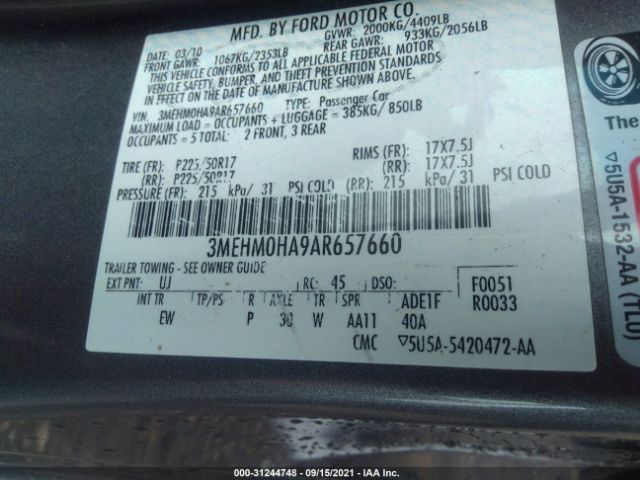 MFD. BY FORD MOTOR CO.
DATE: 03/10 GVWR: 2000KG/4409LB
FRONT GAWR: 1067KG/2353LB REAR GAWR: 933KG/2056LB
THIS VEHICLE CONFORMS TO ALL APPLICABLE FEDERAL MOTOR
VEHICLE SAFETY, BUMPER, AND THEFT PREVENTION STANDARDS
IN EFFECT ON THE DATE OF MANUFACTURE SHOWN ABOVE.
VIN: 3MEHM0HA9AR657660 TYPE: Passenger Car
MAXIMUM LOAD = OCCUPANTS + LUGGAGE = 385KG/ 850LB
OCCUPANTS = 5 TOTAL: 2 FRONT, 3 REAR
TIRE (FR): P225/50R17 RIMS (FR): 17X7.5J
(RR): P225/50R17 (RR): 17X7.5J
PRESSURE (FR): 215 kPa/ 31 PSI COLD (RR): 215 kPa/ 31 PSI COLD
3MEHM0HA9AR657660
TRAILER TOWING - SEE OWNER GUIDE
EXT PNT: UJ RC: 45 DSO: F0051
INT TR TP/PS R AXLE TR SPR ADE1F R0033
EW P 38 W AA11 40A
CMC ▽5U5A-5420472-AA
The
▽5U5A-1532-AA (TLU)
000-31244748 - 09/15/2021 - IAA Inc.